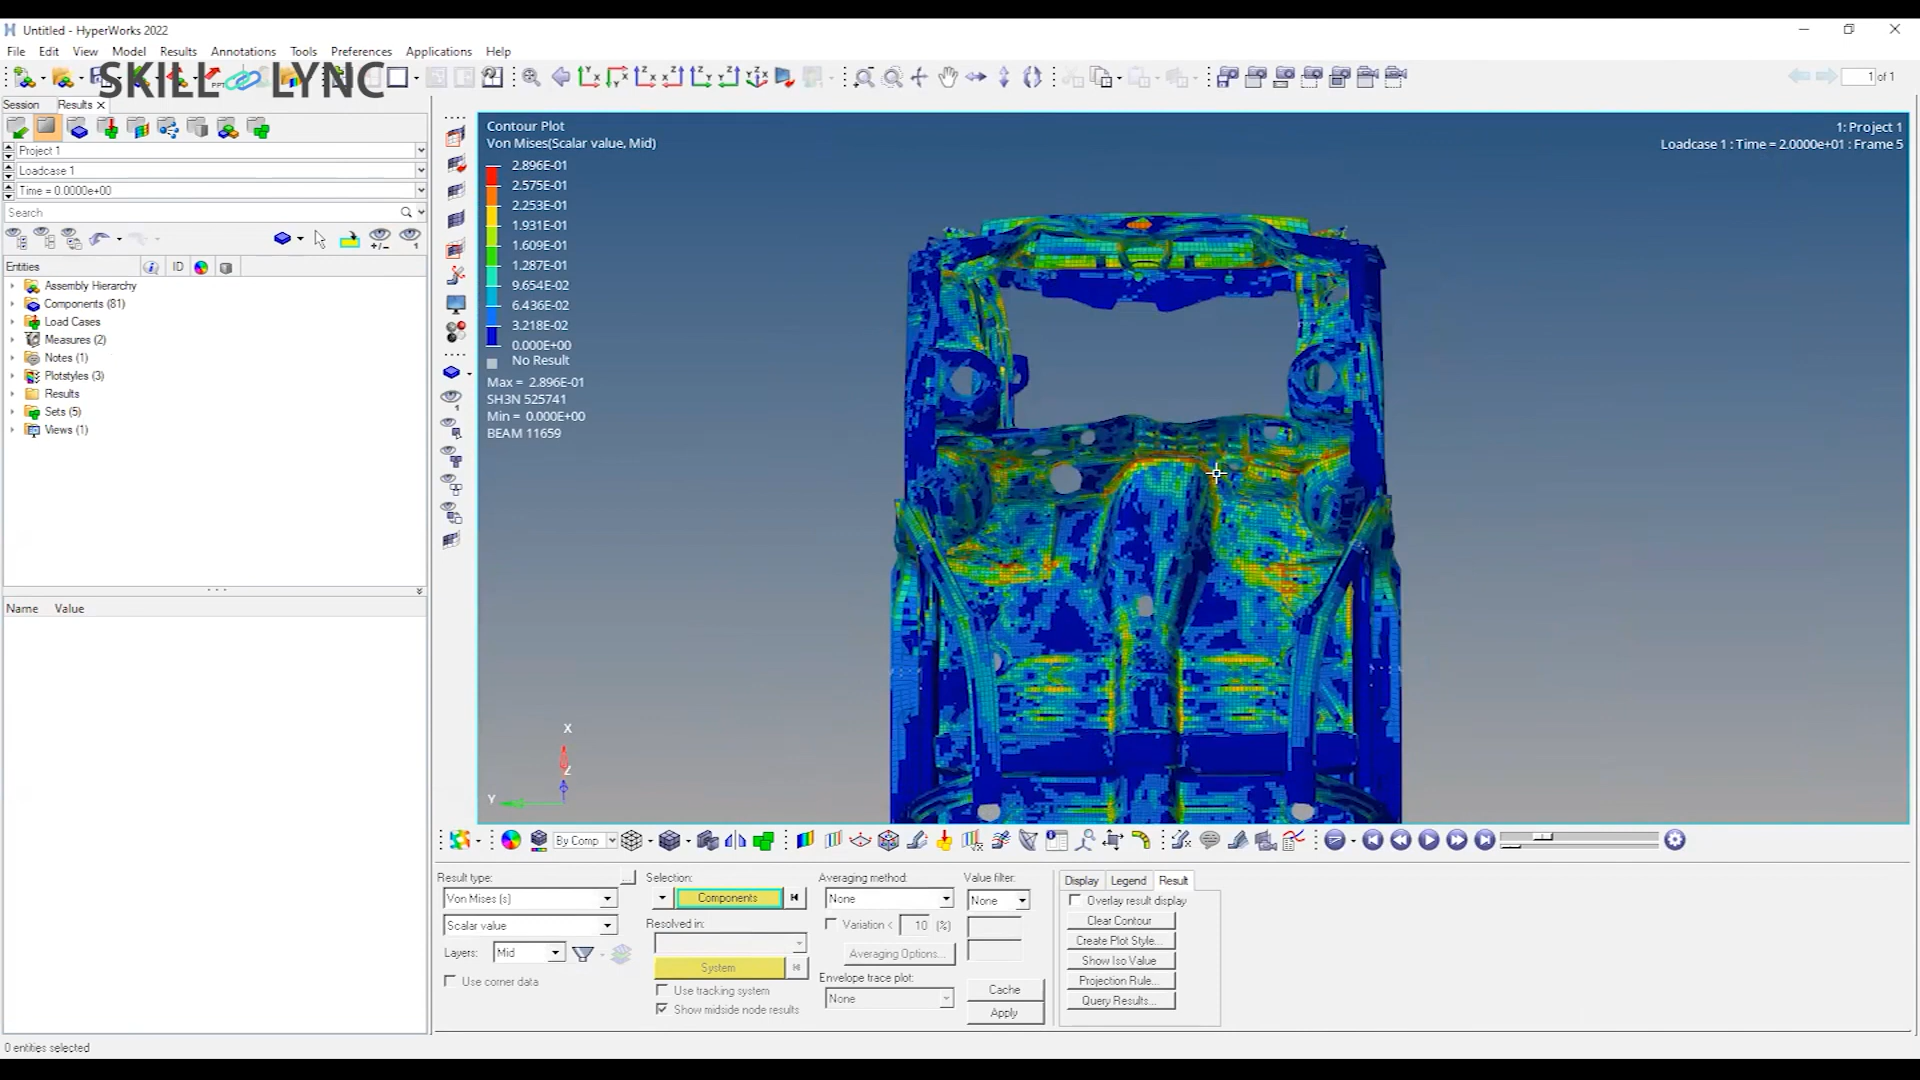 Untitled - HyperWorks 2022
File Edit View Model Results Annotations Tools Preferences Applications Help
SKILL LYNC
1 of 1
Session Results
Project 1
Loadcase 1
Time = 0.0000e+00
Search
Entities ID
Assembly Hierarchy
Components (81)
Load Cases
Measures (2)
Notes (1)
Plotstyles (3)
Results
Sets (5)
Views (1)
Name Value
0 entities selected
Contour Plot
Von Mises(Scalar value, Mid)
2.896E-01
2.575E-01
2.253E-01
1.931E-01
1.609E-01
1.287E-01
9.654E-02
6.436E-02
3.218E-02
0.000E+00
No Result
Max = 2.896E-01
SH3N 525741
Min = 0.000E+00
BEAM 11659
1: Project 1
Loadcase 1 : Time = 2.0000e+01 : Frame 5
X
Z
Y
By Comp
Result type:
Von Mises (s)
Scalar value
Layers: Mid
Use corner data
Selection:
Components
Resolved in:
System
Use tracking system
Show midside node results
Averaging method:
None
Variation < 10 (%)
Averaging Options...
Envelope trace plot:
None
Value filter:
None
Cache
Apply
Display Legend Result
Overlay result display
Clear Contour
Create Plot Style...
Show Iso Value
Projection Rule...
Query Results...